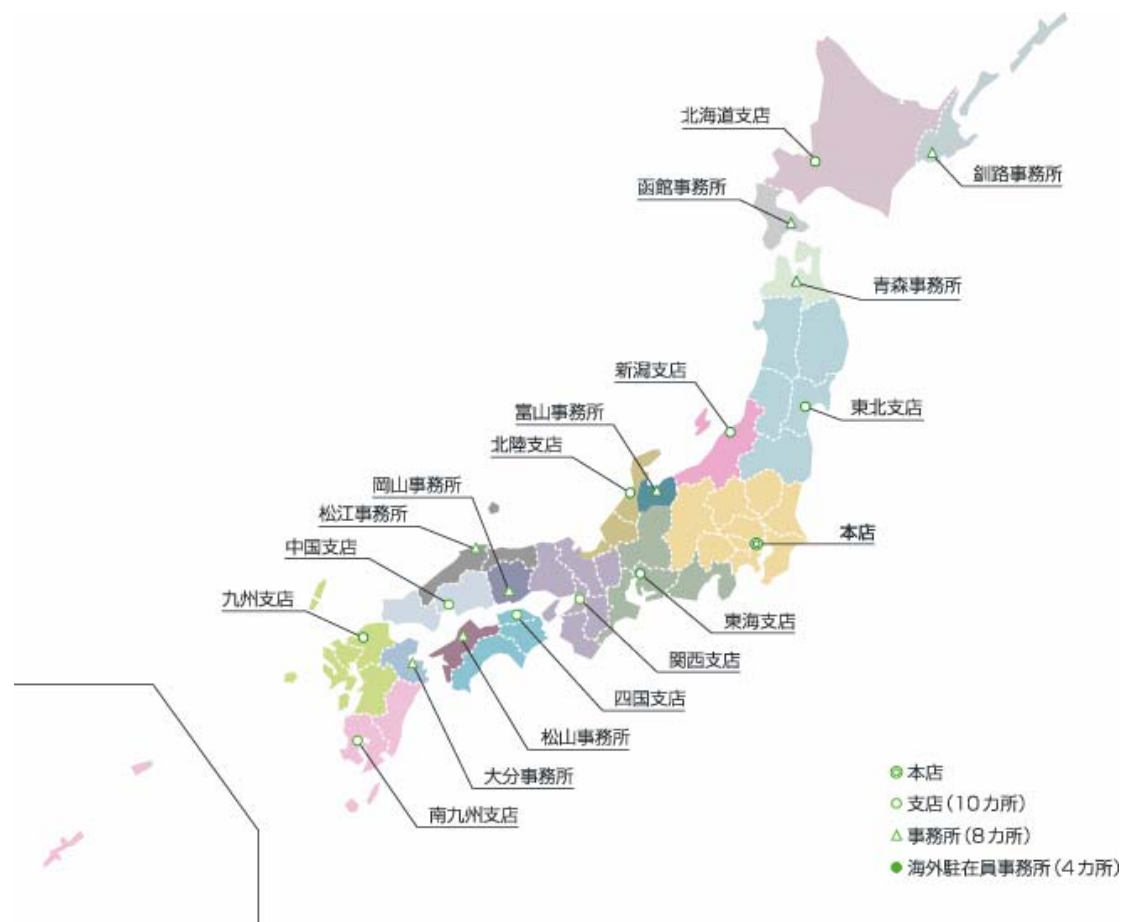 北海道支店
釧路事務所
函館事務所
青森事務所
新潟支店
東北支店
富山事務所
北陸支店
岡山事務所
松江事務所
本店
中国支店
九州支店
東海支店
関西支店
四国支店
松山事務所
大分事務所
南九州支店
本店
支店(10カ所)
事務所(8カ所)
海外駐在員事務所(4カ所)